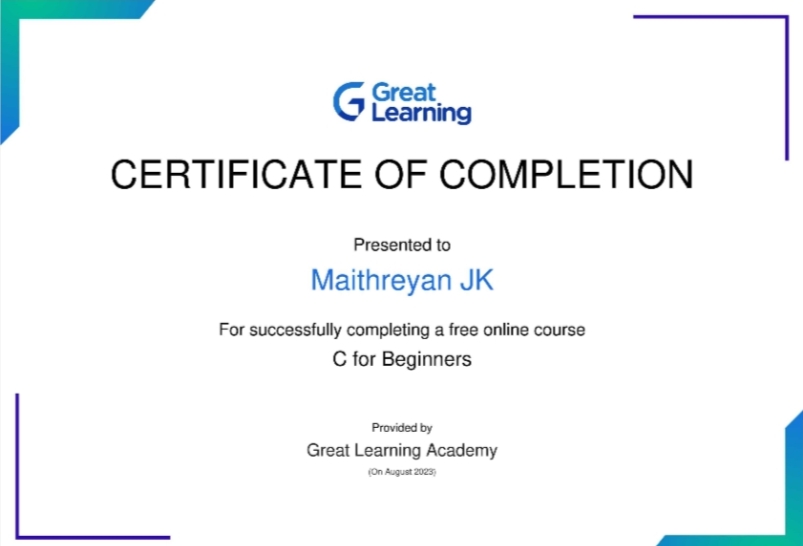 Great
Learning
CERTIFICATE OF COMPLETION
Presented to
Maithreyan JK
For successfully completing a free online course
C for Beginners
Provided by
Great Learning Academy
(On August 2023)